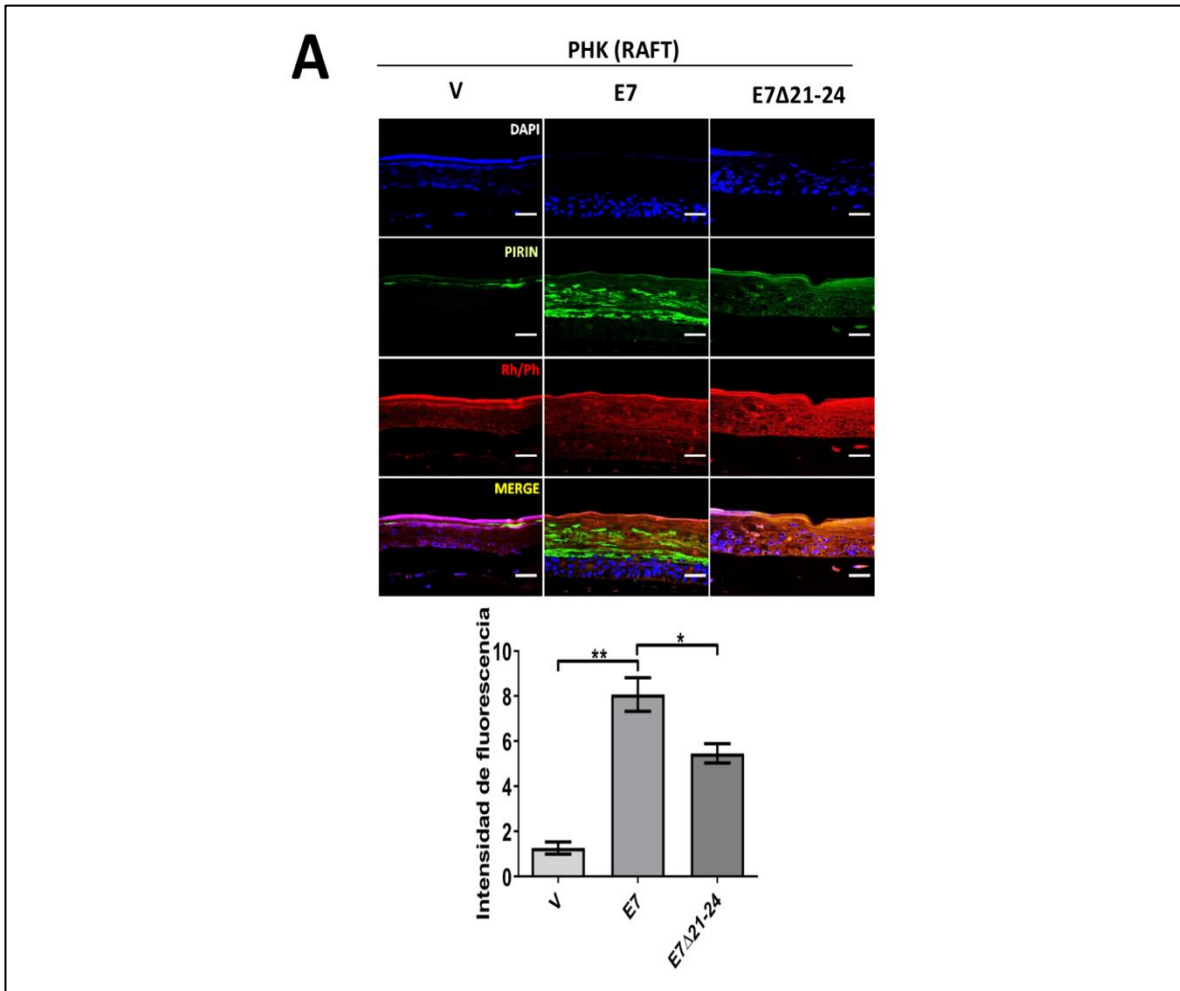 A
PHK (RAFT)
V E7 E7Δ21-24
DAPI
PIRIN
Rh/Ph
MERGE
Intensidad de fluorescencia
10
8
6
4
2
0
**
*
V
E7
E7Δ21-24